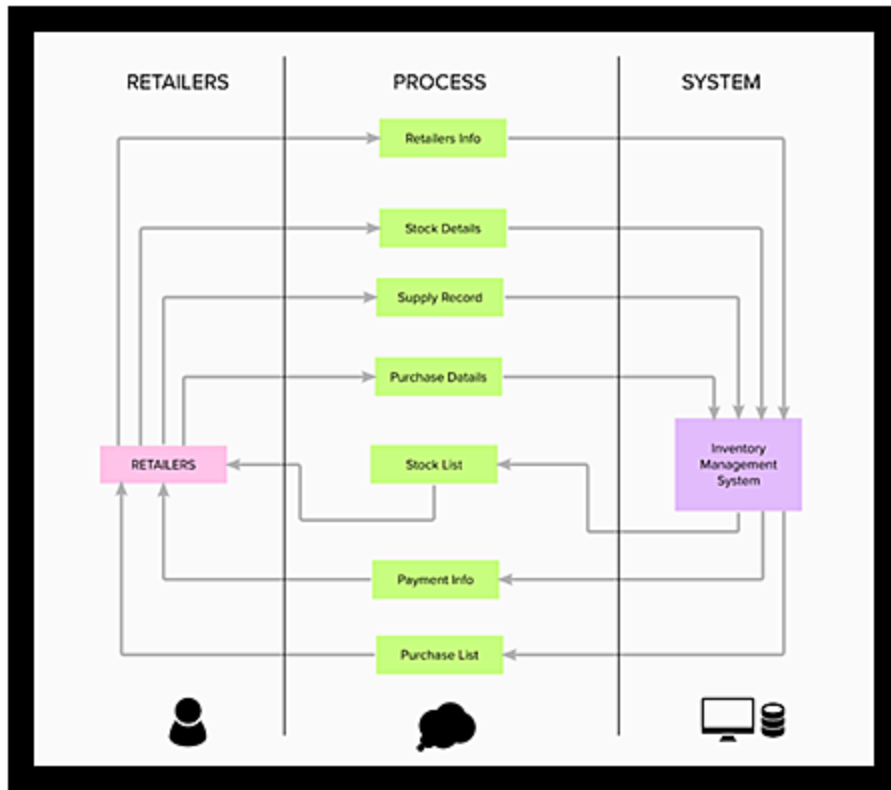 RETAILERS
PROCESS
SYSTEM
Retailers Info
Stock Details
Supply Record
Purchase Datails
RETAILERS
Stock List
Inventory
Management
System
Payment Info
Purchase List